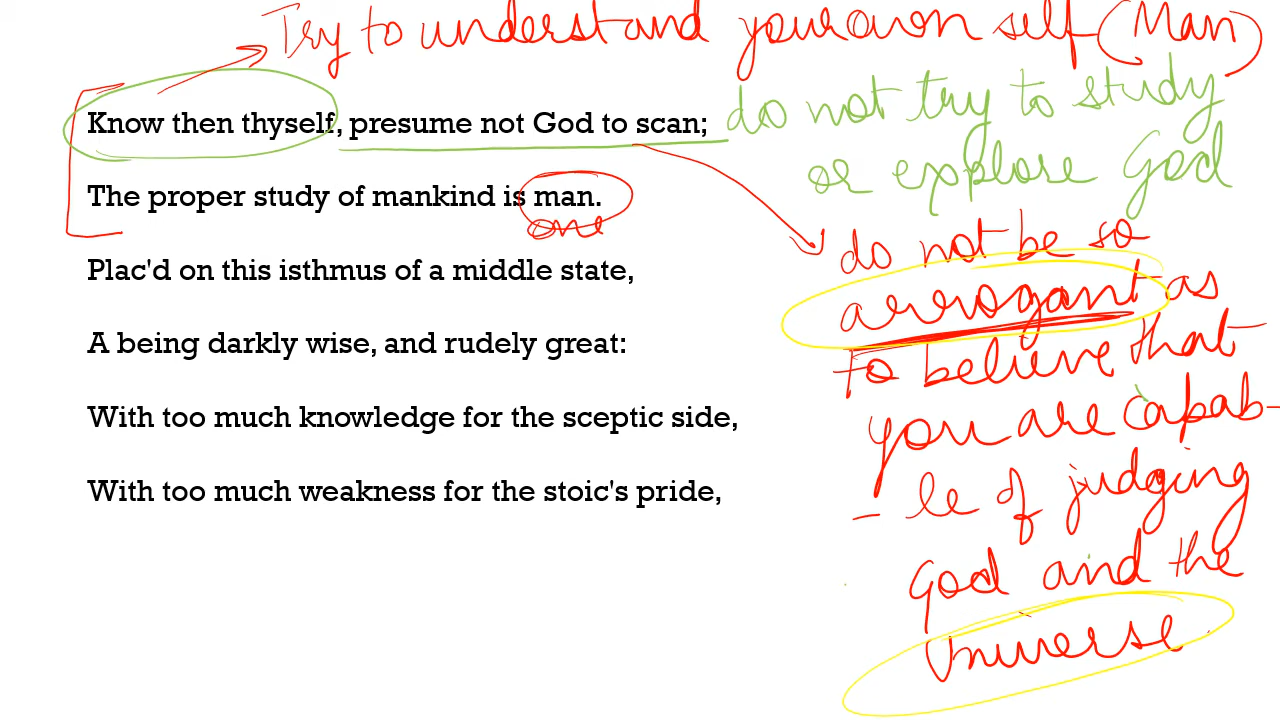 Try to understand your own self (Man)
Know then thyself, presume not God to scan;
do not try to study
or explore God
The proper study of mankind is man.
one
do not be so
arrogant as
to believe that
you are capab-
- le of judging
God and the
Universe.
Plac'd on this isthmus of a middle state,
A being darkly wise, and rudely great:
With too much knowledge for the sceptic side,
With too much weakness for the stoic's pride,